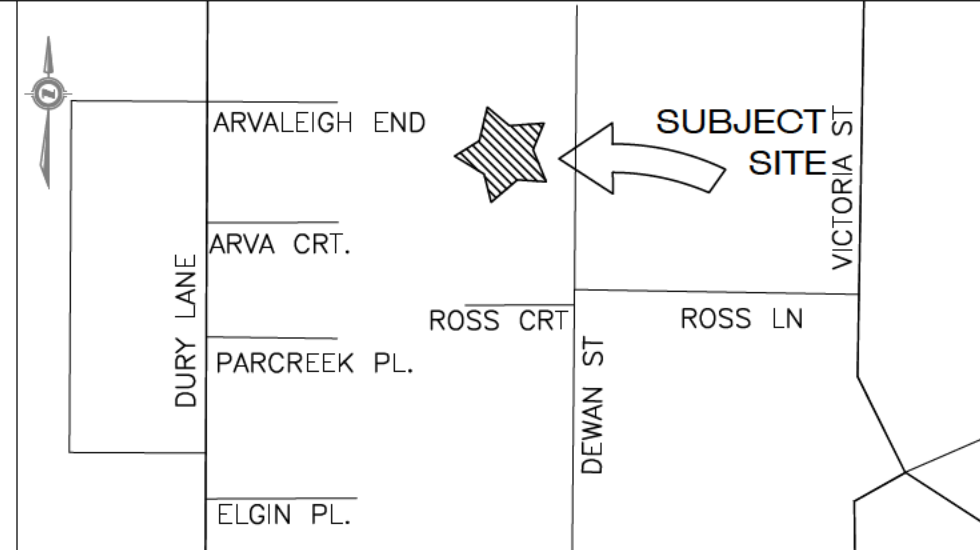 ARVALEIGH END
SUBJECT
SITE
VICTORIA ST
ARVA CRT.
DURY LANE
ROSS CRT
ROSS LN
PARCREEK PL.
DEWAN ST
ELGIN PL.
Z